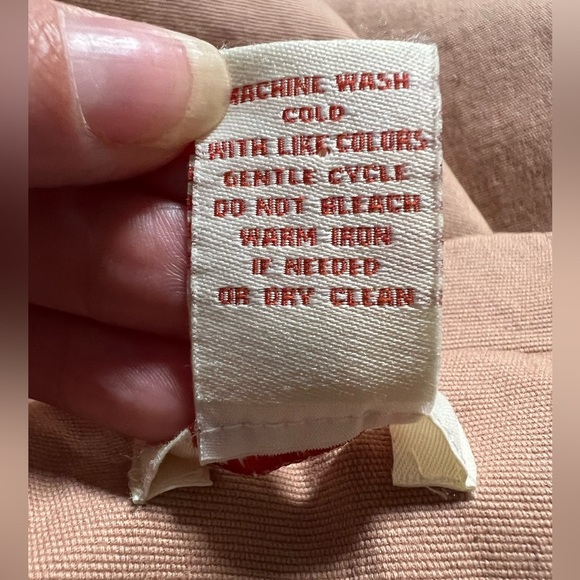 MACHINE WASH
COLD
WITH LIKE COLORS
GENTLE CYCLE
DO NOT BLEACH
WARM IRON
IF NEEDED
OR DRY CLEAN